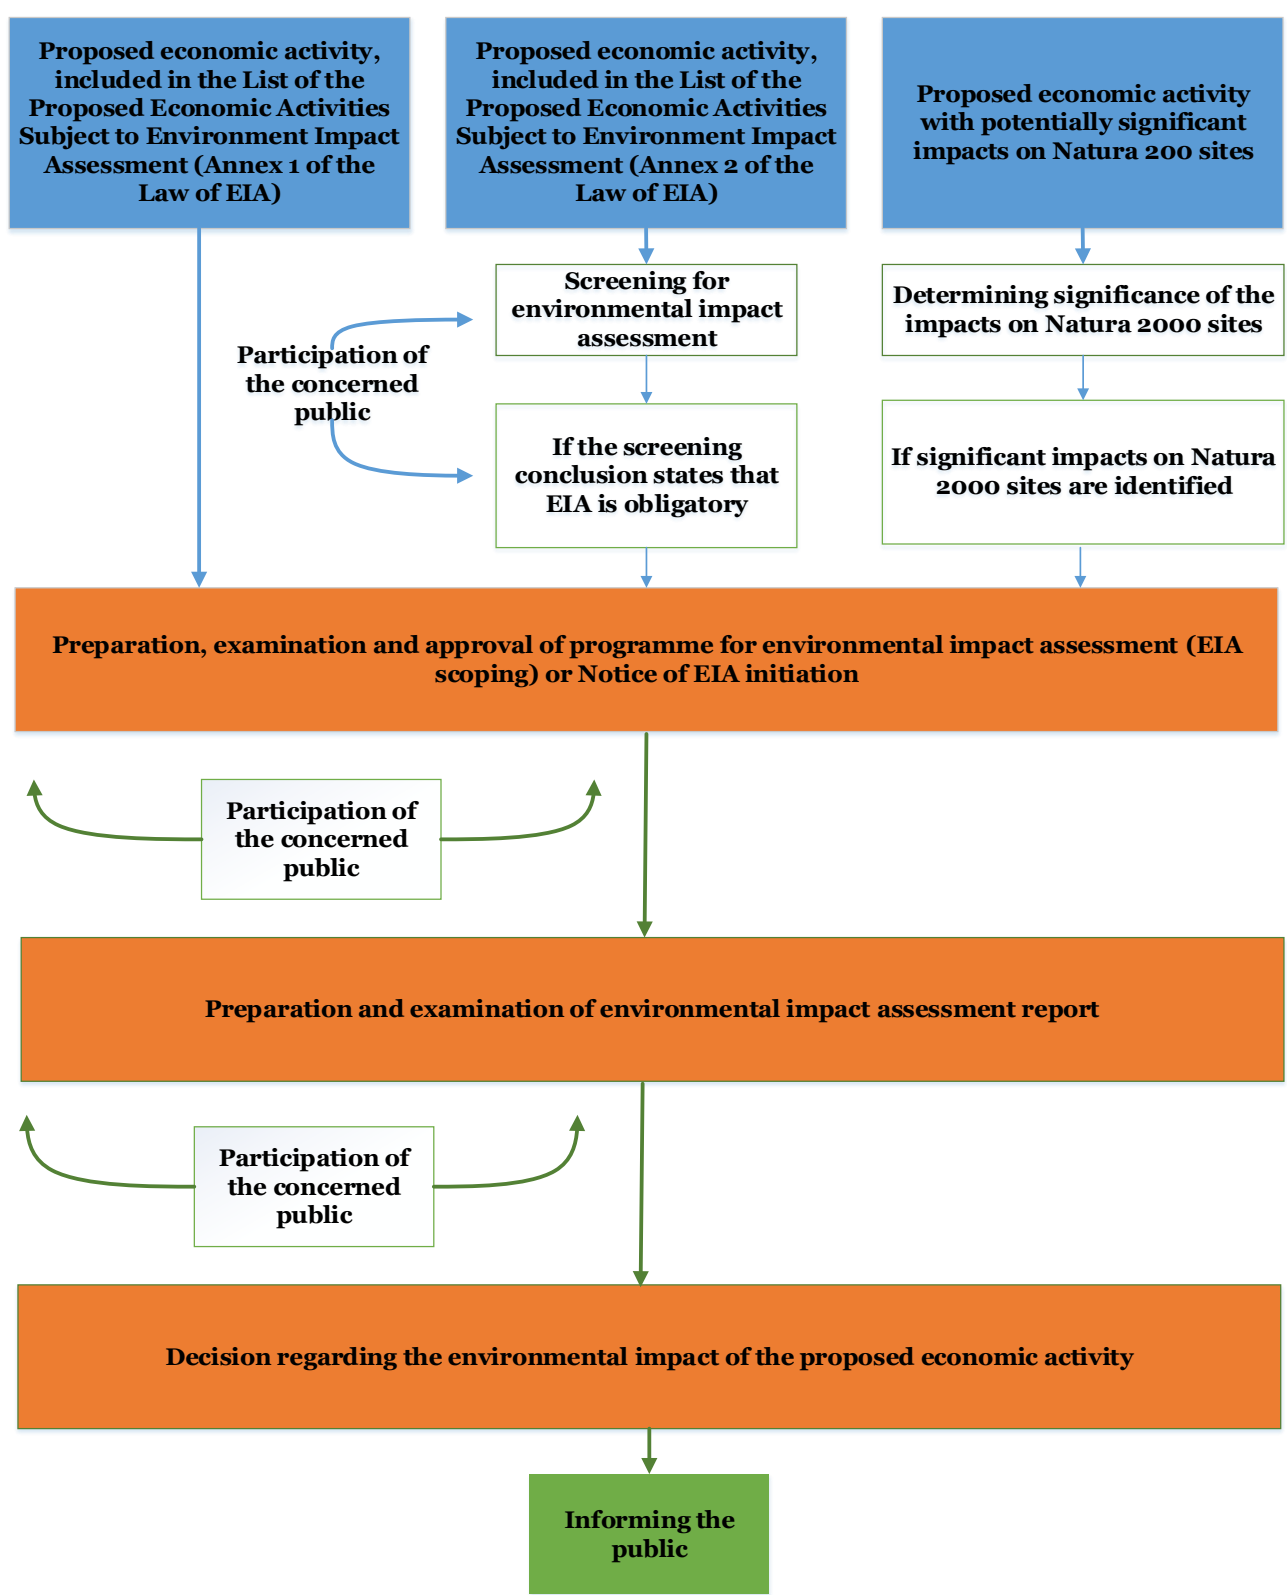 Proposed economic activity,
included in the List of the
Proposed Economic Activities
Subject to Environment Impact
Assessment (Annex 1 of the
Law of EIA)
Proposed economic activity,
included in the List of the
Proposed Economic Activities
Subject to Environment Impact
Assessment (Annex 2 of the
Law of EIA)
Proposed economic activity
with potentially significant
impacts on Natura 200 sites
Screening for
environmental impact
assessment
Determining significance of the
impacts on Natura 2000 sites
Participation of
the concerned
public
If the screening
conclusion states that
EIA is obligatory
If significant impacts on Natura
2000 sites are identified
Preparation, examination and approval of programme for environmental impact assessment (EIA
scoping) or Notice of EIA initiation
Participation of
the concerned
public
Preparation and examination of environmental impact assessment report
Participation of
the concerned
public
Decision regarding the environmental impact of the proposed economic activity
Informing the
public